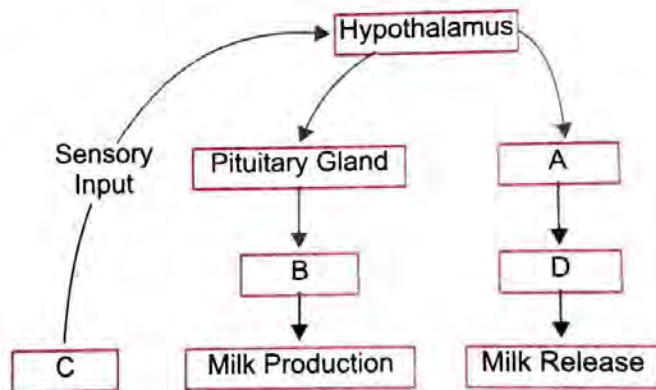 Hypothalamus
Sensory
Input
Pituitary Gland
A
B
D
C
Milk Production
Milk Release